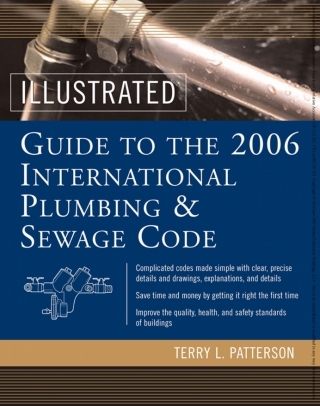 ILLUSTRATED
GUIDE TO THE 2006
INTERNATIONAL
PLUMBING &
SEWAGE CODE
Complicated codes made simple with clear, precise
details and drawings, explanations, and details
Save time and money by getting it right the first time
Improve the quality, health, and safety standards
of buildings
TERRY L. PATTERSON